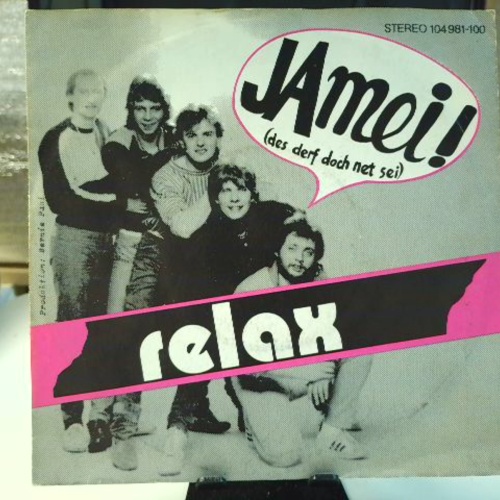 STEREO 104 981-100
JAmei!
(des derf doch net sei)
Produktion: Bernie Paul
relax